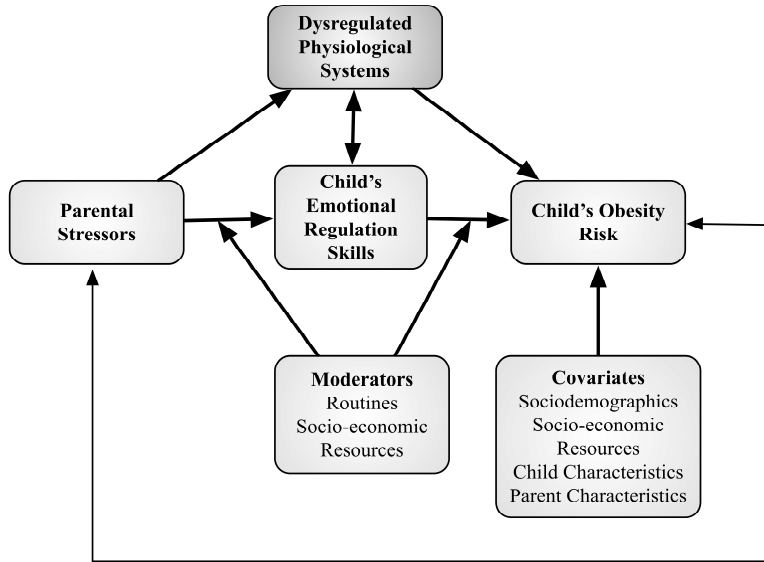 Dysregulated
Physiological
Systems
Parental
Stressors
Child's
Emotional
Regulation
Skills
Child's Obesity
Risk
Moderators
Routines
Socio-economic
Resources
Covariates
Sociodemographics
Socio-economic
Resources
Child Characteristics
Parent Characteristics